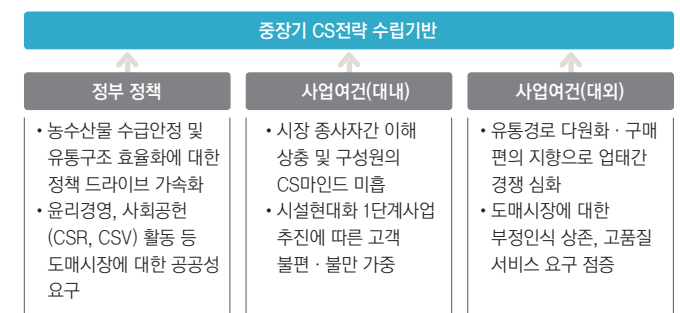 중장기 CS전략 수립기반
정부 정책
• 농수산물 수급안정 및
유통구조 효율화에 대한
정책 드라이브 가속화
• 윤리경영, 사회공헌
(CSR, CSV) 활동 등
도매시장에 대한 공공성
요구
사업여건(대내)
• 시장 종사자간 이해
상충 및 구성원의
CS마인드 미흡
• 시설현대화 1단계사업
추진에 따른 고객
불편 · 불만 가중
사업여건(대외)
• 유통경로 다원화 · 구매
편의 지향으로 업태간
경쟁 심화
• 도매시장에 대한
부정인식 상존, 고품질
서비스 요구 점증